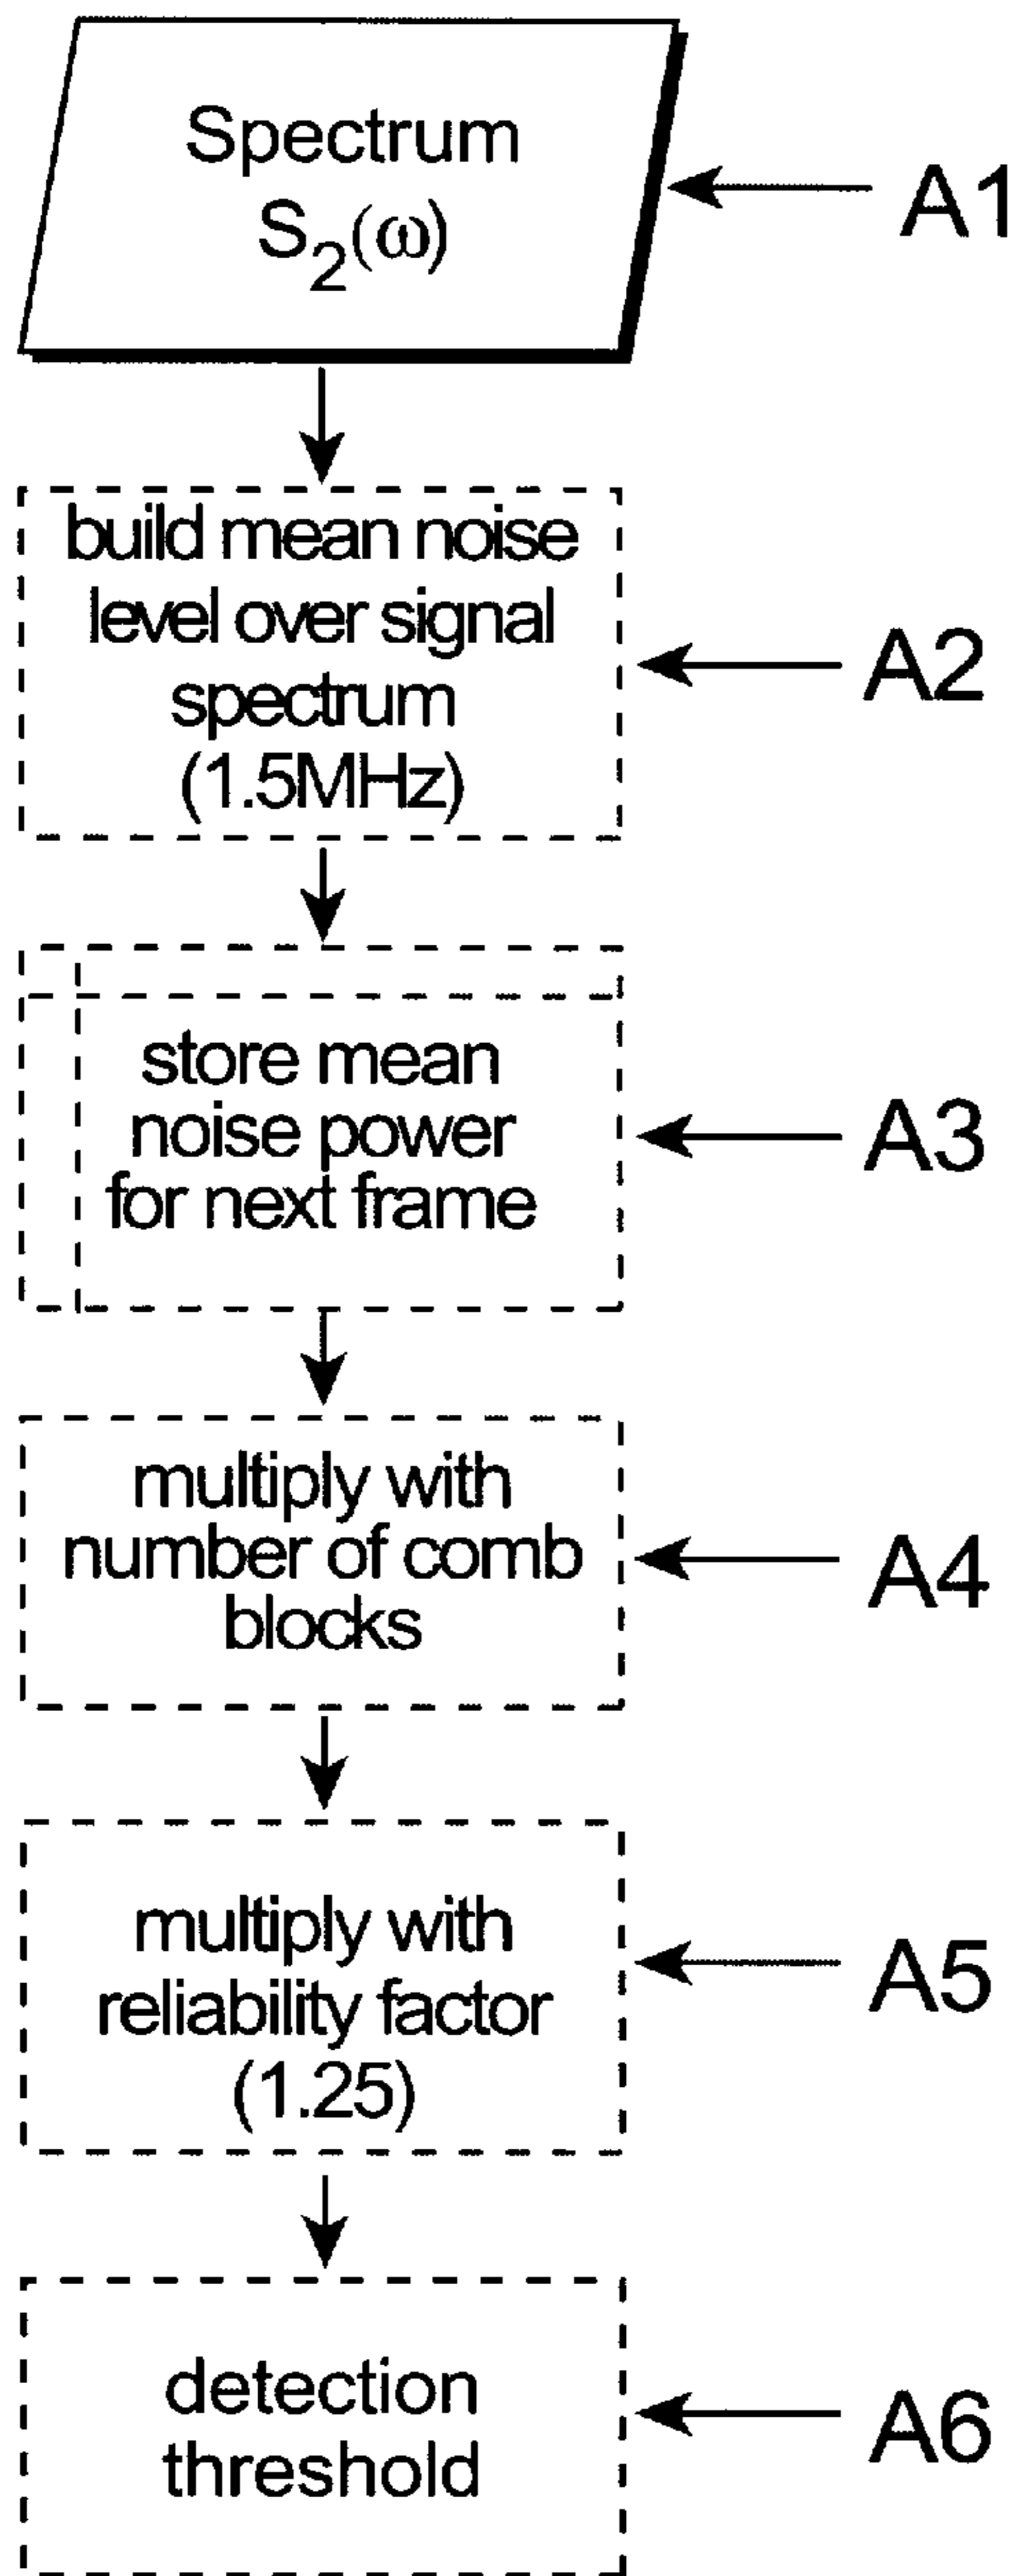 Spectrum
S₂(ω)
A1
build mean noise
level over signal
spectrum
(1.5MHz)
A2
store mean
noise power
for next frame
A3
multiply with
number of comb
blocks
A4
multiply with
reliability factor
(1.25)
A5
detection
threshold
A6